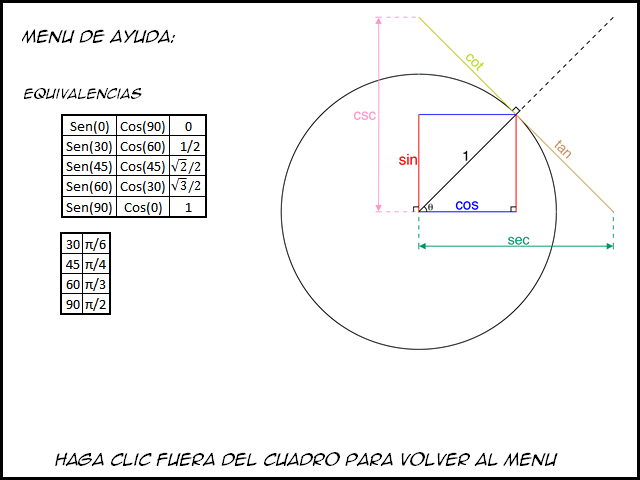 MENU DE AYUDA:
EQUIVALENCIAS
Sen(0) Cos(90) 0
Sen(30) Cos(60) 1/2
Sen(45) Cos(45) √2/2
Sen(60) Cos(30) √3/2
Sen(90) Cos(0) 1
30 π/6
45 π/4
60 π/3
90 π/2
cot
csc
tan
sin
1
θ
cos
sec
HAGA CLIC FUERA DEL CUADRO PARA VOLVER AL MENU